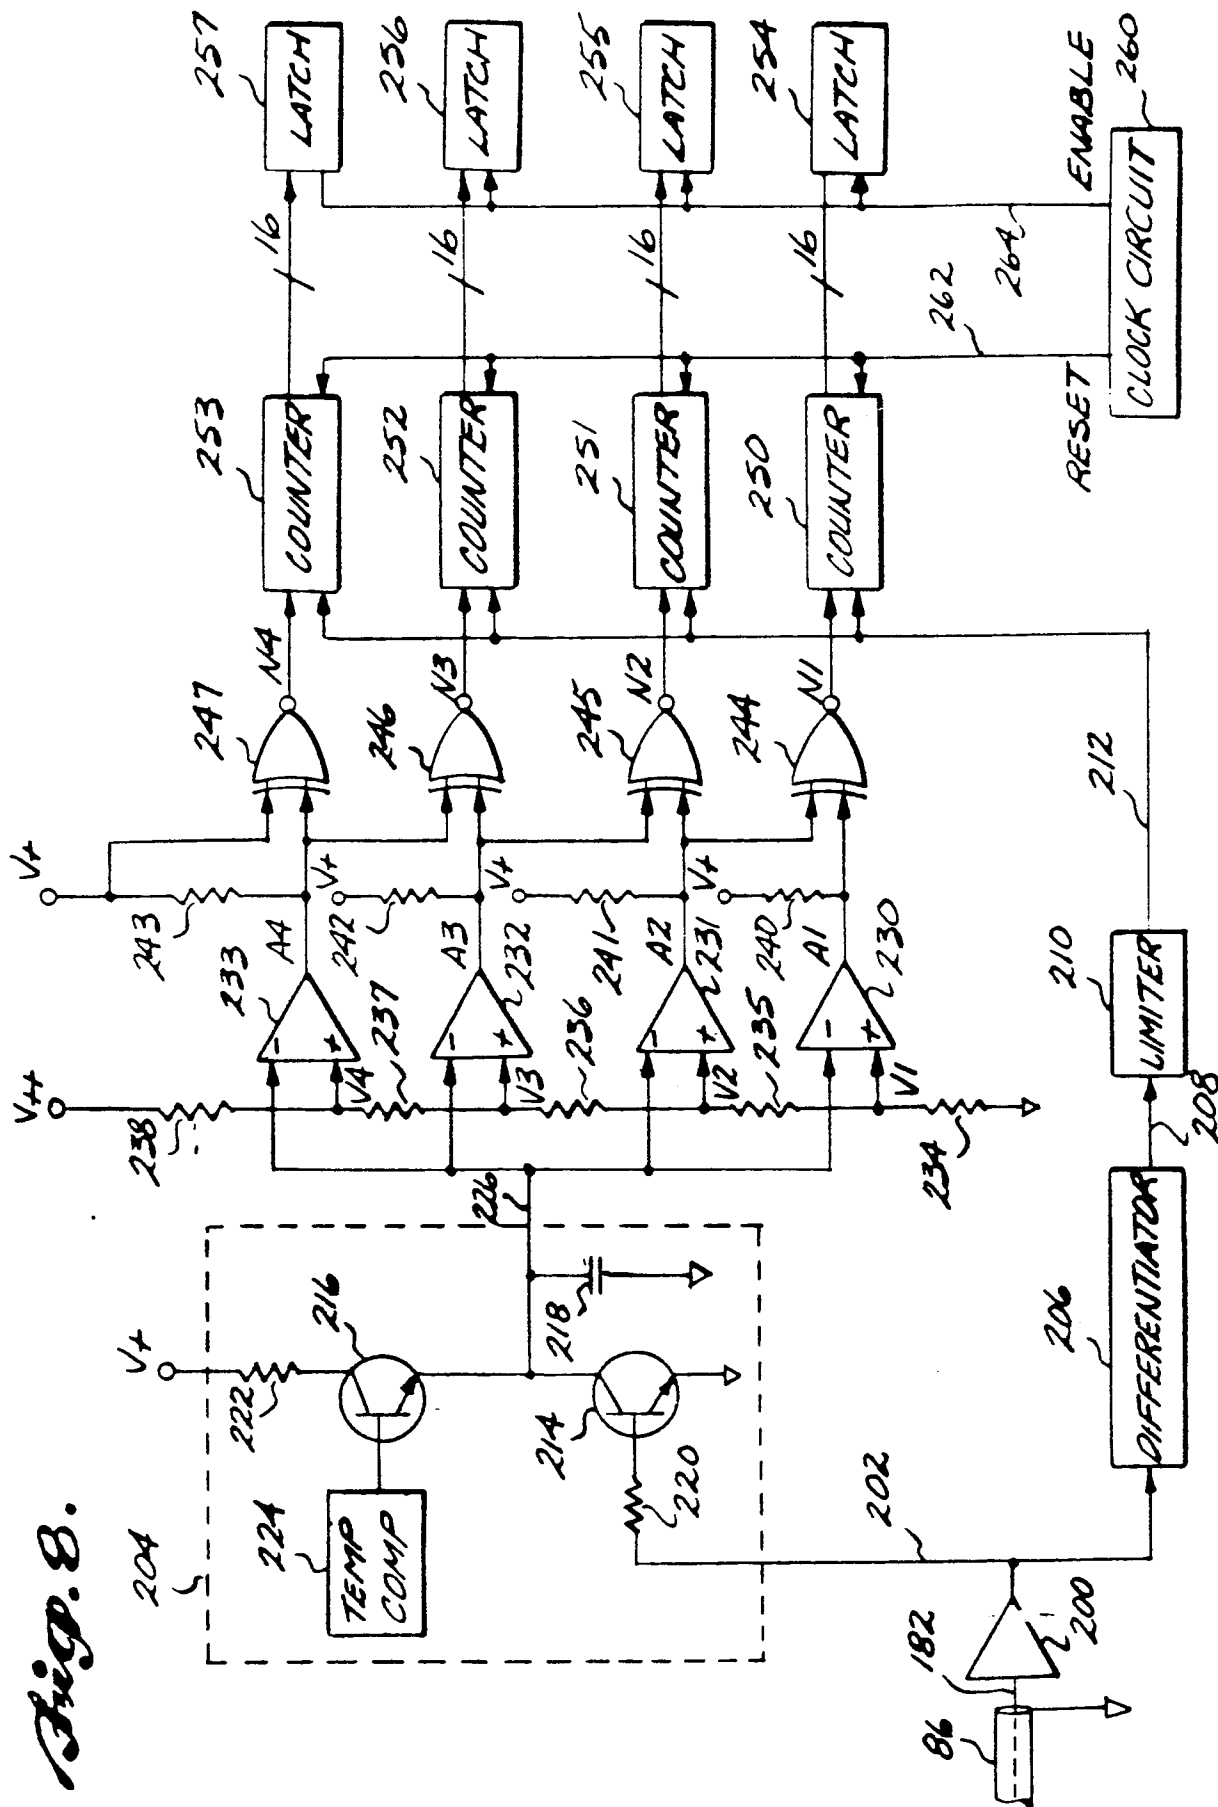 Fig. 8.
204
224
TEMP
COMP
V+
222
216
214
220
218
226
202
86
182
200
206
DIFFERENTIATOR
208
210
LIMITER
212
V++
238
V4
237
V3
236
V2
235
V1
234
233
A4
-
+
232
A3
-
+
231
A2
-
+
230
A1
-
+
V+
243
V+
242
V+
241
V+
240
247
N4
246
N3
245
N2
244
N1
253
COUNTER
252
COUNTER
251
COUNTER
250
COUNTER
16
16
16
16
257
LATCH
256
LATCH
255
LATCH
254
LATCH
262
264
RESET
ENABLE
CLOCK CIRCUIT
260